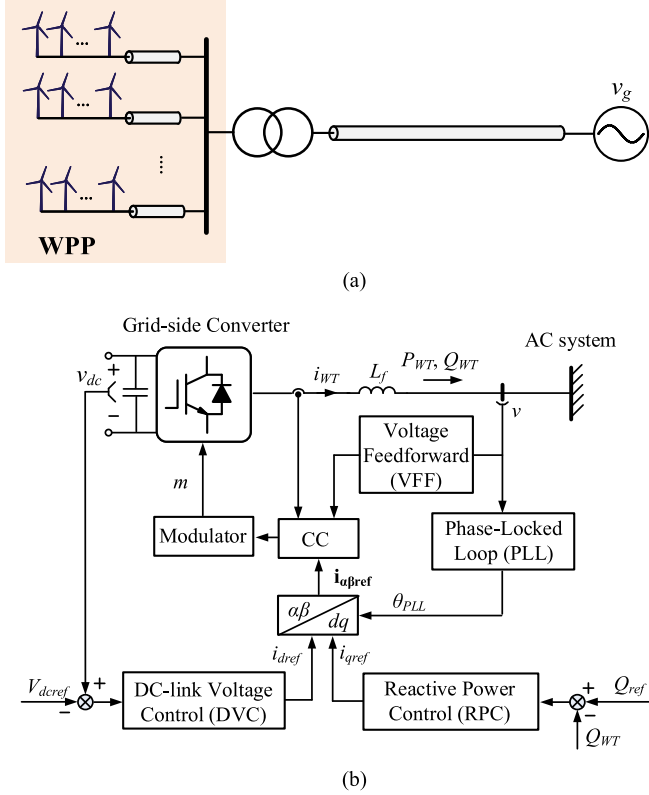 v_g
...
...
...
...
WPP
(a)
Grid-side Converter
AC system
P_WT, Q_WT
i_WT
L_f
v_dc
+
−
v
Voltage
Feedforward
(VFF)
m
Modulator
CC
Phase-Locked
Loop (PLL)
i_αβref
αβ
dq
θ_PLL
i_dref
i_qref
V_dcref
+
−
DC-link Voltage
Control (DVC)
Reactive Power
Control (RPC)
+
−
Q_ref
Q_WT
(b)